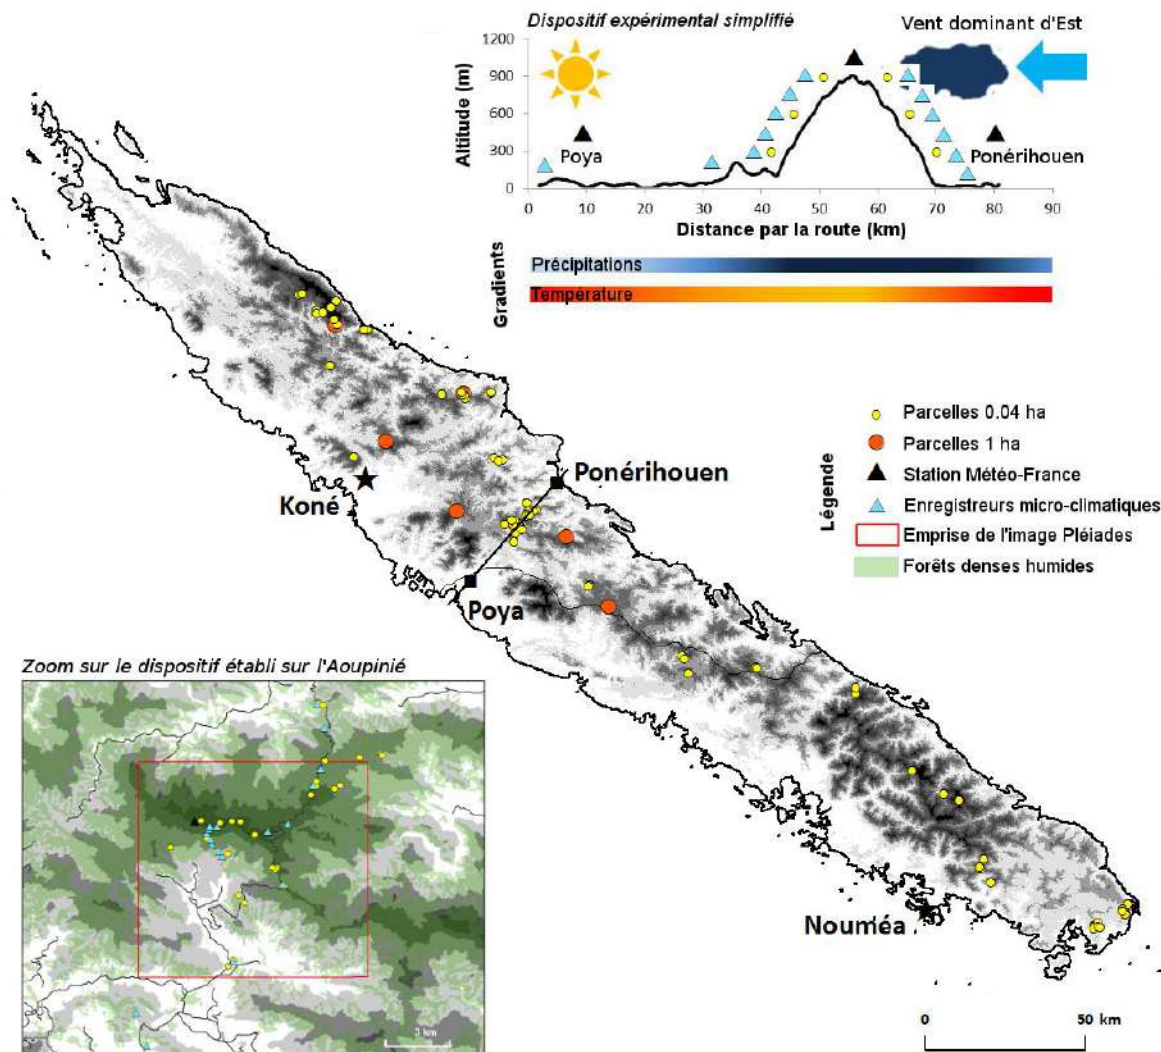 Dispositif expérimental simplifié
Vent dominant d'Est
Altitude (m)
1200
900
600
300
0
Poya
Ponérihouen
0 10 20 30 40 50 60 70 80 90
Distance par la route (km)
Gradients
Précipitations
Température
Légende
Parcelles 0.04 ha
Parcelles 1 ha
Station Météo-France
Enregistreurs micro-climatiques
Emprise de l'image Pléiades
Forêts denses humides
Ponérihouen
Koné
Poya
Nouméa
Zoom sur le dispositif établi sur l'Aoupinié
3 km
0 50 km